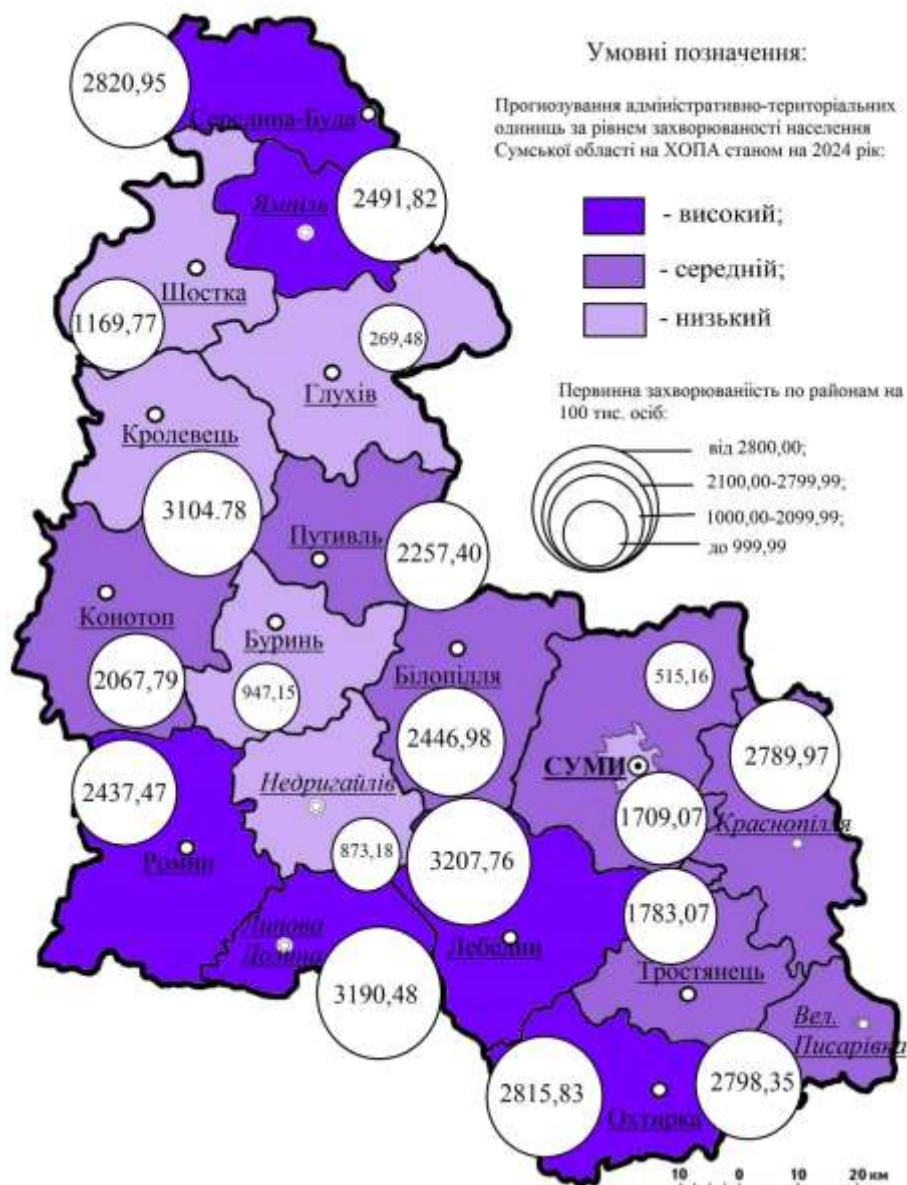 Умовні позначення:
Прогнозування адміністративно-територіальних
одиниць за рівнем захворюваності населення
Сумської області на ХОПА станом на 2024 рік:
- високий;
- середній;
- низький
Первинна захворюваніість по районам на
100 тис. осіб:
від 2800,00;
2100,00-2799,99;
1000,00-2099,99;
до 999,99
2820,95
Середина-Буда
2491,82
Ямпіль
Шостка
1169,77
269,48
Глухів
Кролевець
3104.78
Путивль
2257,40
Конотоп
Буринь
2067,79
947,15
Білопілля
515,16
2446,98
2789,97
СУМИ
2437,47
Недригайлів
1709,07
Краснопілля
873,18
3207,76
Ромни
1783,07
Липова
Долина
Лебедин
Тростянець
3190,48
Вел.
Писарівка
2815,83
2798,35
Охтирка
10 0 10 20 км